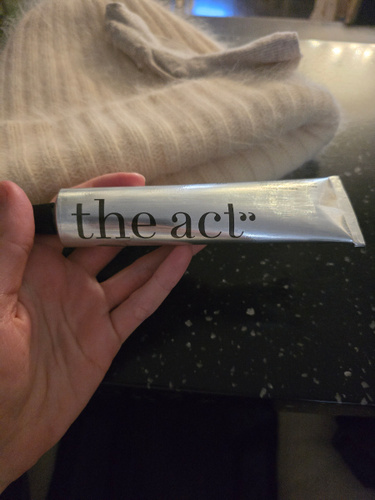 the act”